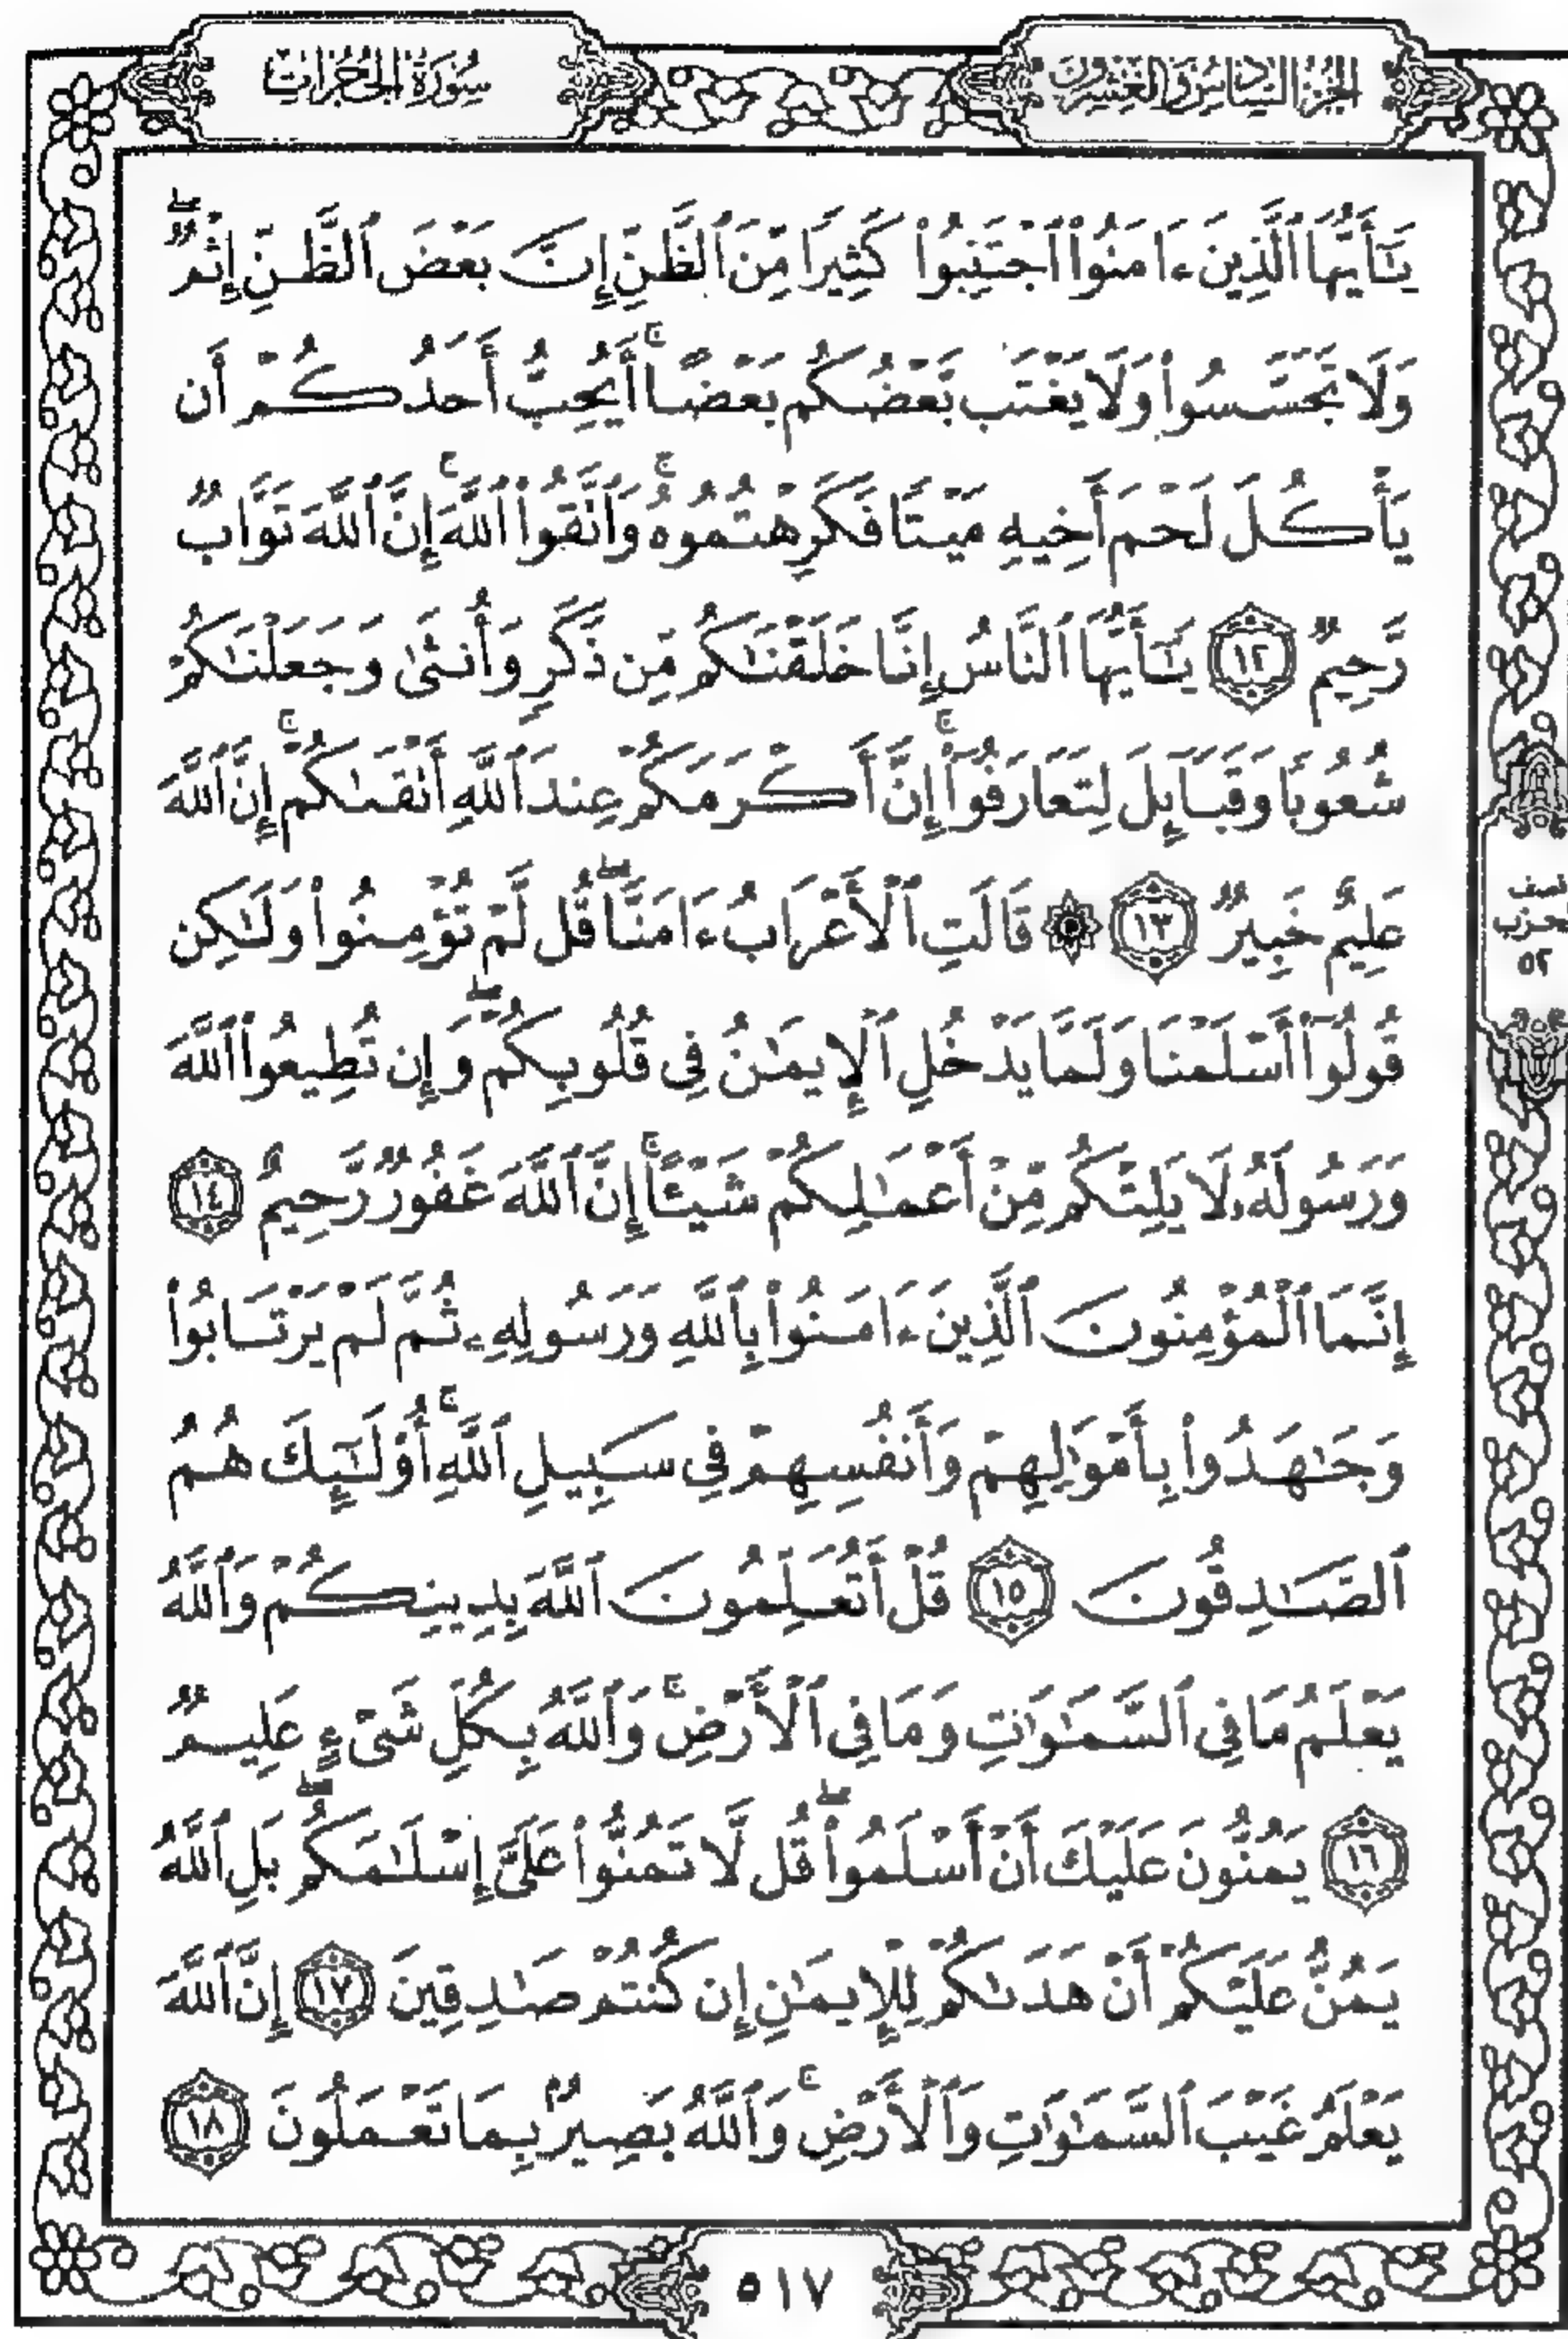 الجزء السادس والعشرون
سورة الحجرات
يَـٰٓأَيُّهَا ٱلَّذِينَ ءَامَنُوا۟ ٱجْتَنِبُوا۟ كَثِيرًا مِّنَ ٱلظَّنِّ إِنَّ بَعْضَ ٱلظَّنِّ إِثْمٌ ۖ
وَلَا تَجَسَّسُوا۟ وَلَا يَغْتَب بَّعْضُكُم بَعْضًا ۚ أَيُحِبُّ أَحَدُكُمْ أَن
يَأْكُلَ لَحْمَ أَخِيهِ مَيْتًا فَكَرِهْتُمُوهُ ۚ وَٱتَّقُوا۟ ٱللَّهَ ۚ إِنَّ ٱللَّهَ تَوَّابٌ
رَّحِيمٌ ١٢ يَـٰٓأَيُّهَا ٱلنَّاسُ إِنَّا خَلَقْنَـٰكُم مِّن ذَكَرٍ وَأُنثَىٰ وَجَعَلْنَـٰكُمْ
شُعُوبًا وَقَبَآئِلَ لِتَعَارَفُوٓا۟ ۚ إِنَّ أَكْرَمَكُمْ عِندَ ٱللَّهِ أَتْقَىٰكُمْ ۚ إِنَّ ٱللَّهَ
عَلِيمٌ خَبِيرٌ ١٣ ۞ قَالَتِ ٱلْأَعْرَابُ ءَامَنَّا ۖ قُل لَّمْ تُؤْمِنُوا۟ وَلَـٰكِن
قُولُوٓا۟ أَسْلَمْنَا وَلَمَّا يَدْخُلِ ٱلْإِيمَـٰنُ فِى قُلُوبِكُمْ ۖ وَإِن تُطِيعُوا۟ ٱللَّهَ
وَرَسُولَهُۥ لَا يَلِتْكُم مِّنْ أَعْمَـٰلِكُمْ شَيْـًٔا ۚ إِنَّ ٱللَّهَ غَفُورٌ رَّحِيمٌ ١٤
إِنَّمَا ٱلْمُؤْمِنُونَ ٱلَّذِينَ ءَامَنُوا۟ بِٱللَّهِ وَرَسُولِهِۦ ثُمَّ لَمْ يَرْتَابُوا۟
وَجَـٰهَدُوا۟ بِأَمْوَٰلِهِمْ وَأَنفُسِهِمْ فِى سَبِيلِ ٱللَّهِ ۚ أُو۟لَـٰٓئِكَ هُمُ
ٱلصَّـٰدِقُونَ ١٥ قُلْ أَتُعَلِّمُونَ ٱللَّهَ بِدِينِكُمْ وَٱللَّهُ
يَعْلَمُ مَا فِى ٱلسَّمَـٰوَٰتِ وَمَا فِى ٱلْأَرْضِ ۚ وَٱللَّهُ بِكُلِّ شَىْءٍ عَلِيمٌ
١٦ يَمُنُّونَ عَلَيْكَ أَنْ أَسْلَمُوا۟ ۖ قُل لَّا تَمُنُّوا۟ عَلَىَّ إِسْلَـٰمَكُم ۖ بَلِ ٱللَّهُ
يَمُنُّ عَلَيْكُمْ أَنْ هَدَىٰكُمْ لِلْإِيمَـٰنِ إِن كُنتُمْ صَـٰدِقِينَ ١٧ إِنَّ ٱللَّهَ
يَعْلَمُ غَيْبَ ٱلسَّمَـٰوَٰتِ وَٱلْأَرْضِ ۚ وَٱللَّهُ بَصِيرٌۢ بِمَا تَعْمَلُونَ ١٨
نصف
الحزب
٥٢
٥١٧